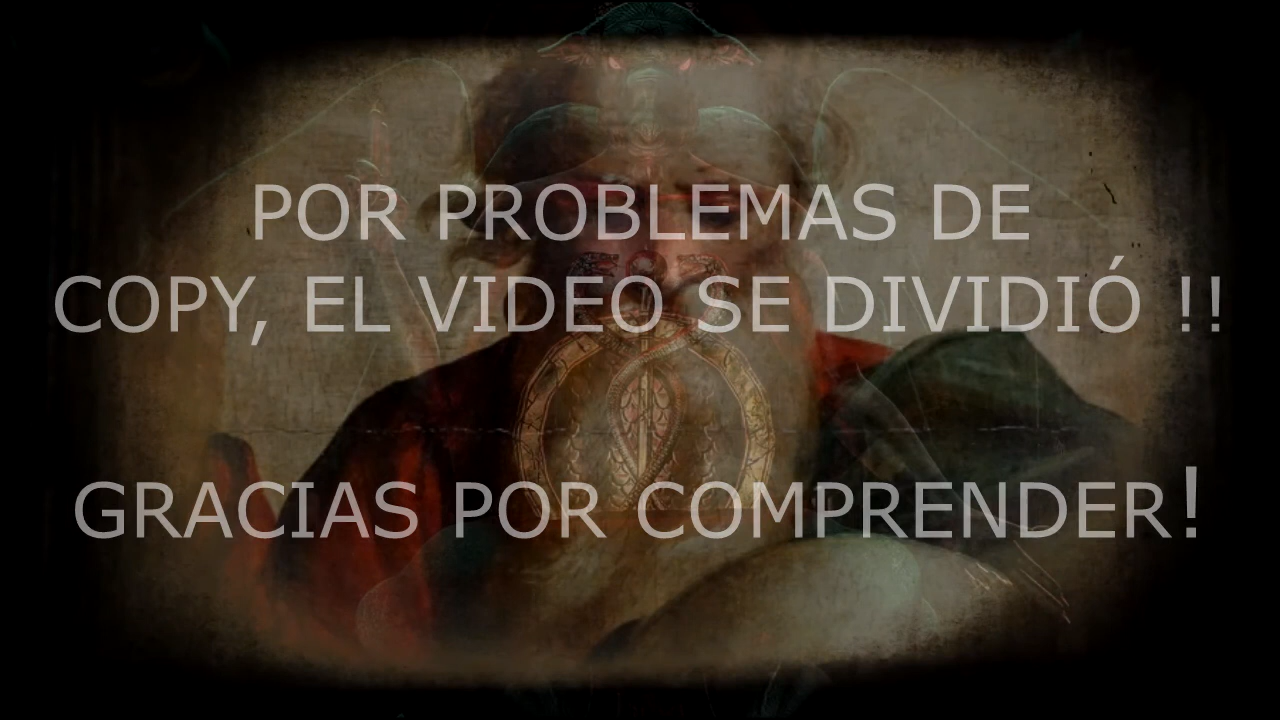 POR PROBLEMAS DE
COPY, EL VIDEO SE DIVIDIÓ !!
GRACIAS POR COMPRENDER!